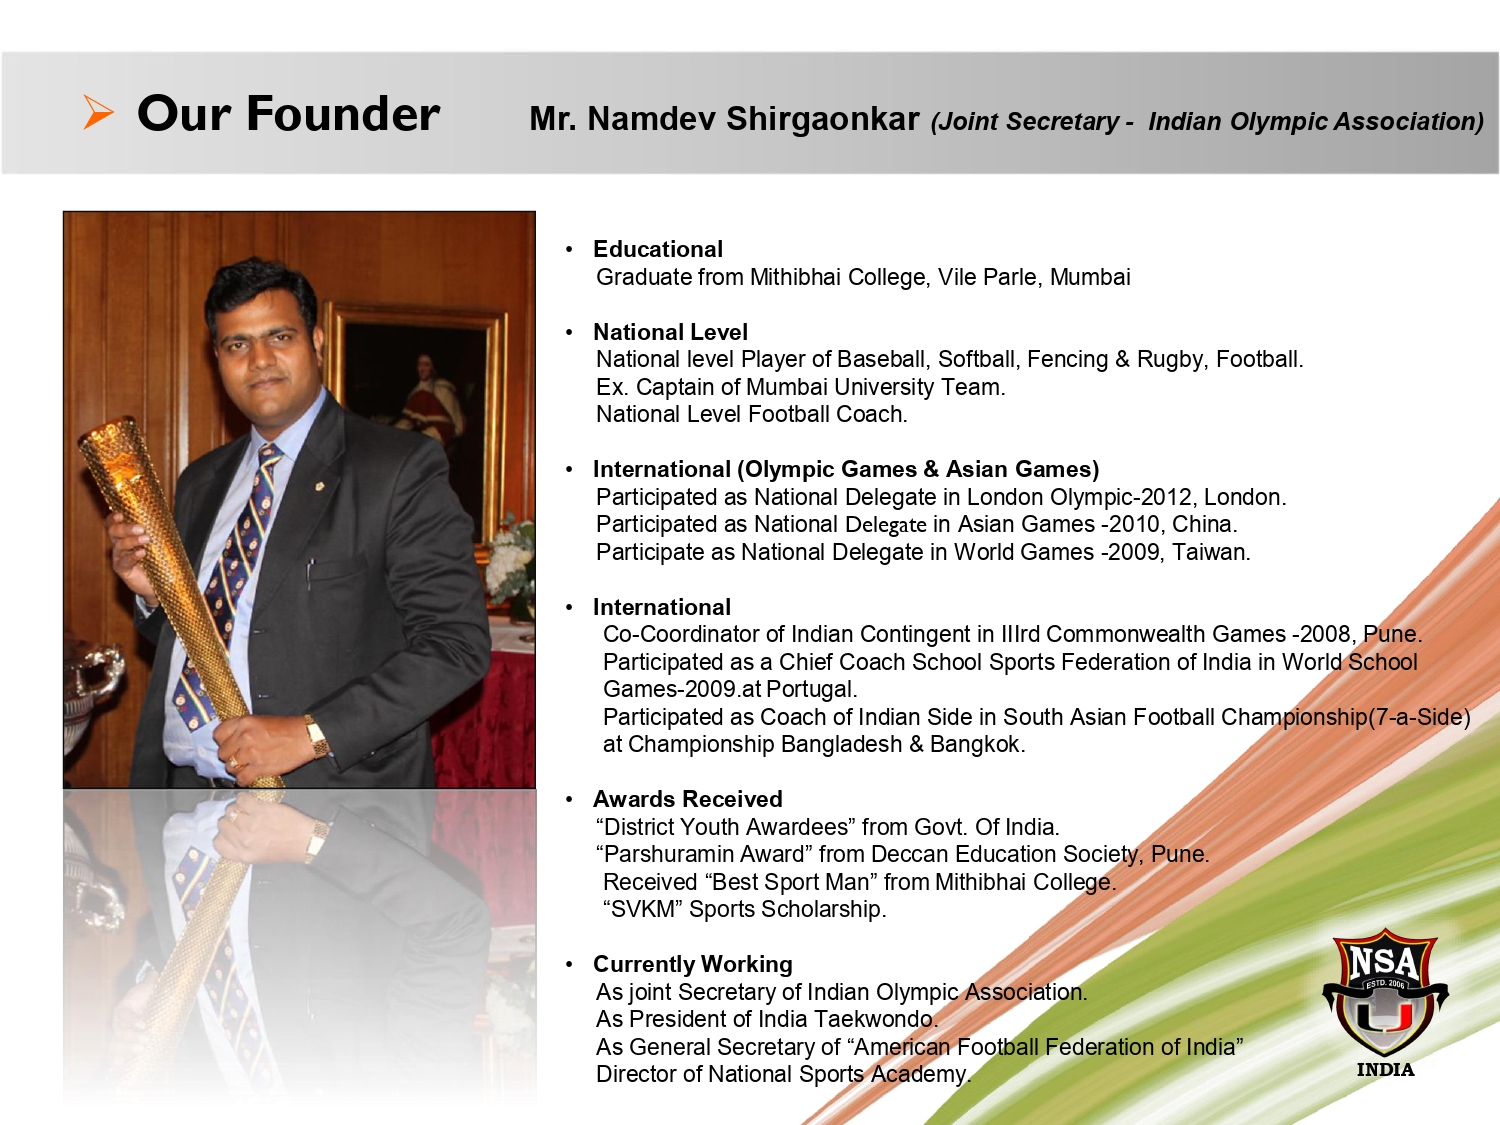 Our Founder
Mr. Namdev Shirgaonkar (Joint Secretary - Indian Olympic Association)
• Educational
Graduate from Mithibhai College, Vile Parle, Mumbai
• National Level
National level Player of Baseball, Softball, Fencing & Rugby, Football.
Ex. Captain of Mumbai University Team.
National Level Football Coach.
• International (Olympic Games & Asian Games)
Participated as National Delegate in London Olympic-2012, London.
Participated as National Delegate in Asian Games -2010, China.
Participate as National Delegate in World Games -2009, Taiwan.
• International
Co-Coordinator of Indian Contingent in IIIrd Commonwealth Games -2008, Pune.
Participated as a Chief Coach School Sports Federation of India in World School
Games-2009.at Portugal.
Participated as Coach of Indian Side in South Asian Football Championship(7-a-Side)
at Championship Bangladesh & Bangkok.
• Awards Received
“District Youth Awardees” from Govt. Of India.
“Parshuramin Award” from Deccan Education Society, Pune.
Received “Best Sport Man” from Mithibhai College.
“SVKM” Sports Scholarship.
• Currently Working
As joint Secretary of Indian Olympic Association.
As President of India Taekwondo.
As General Secretary of “American Football Federation of India”
Director of National Sports Academy.
NSA
ESTD. 2006
INDIA